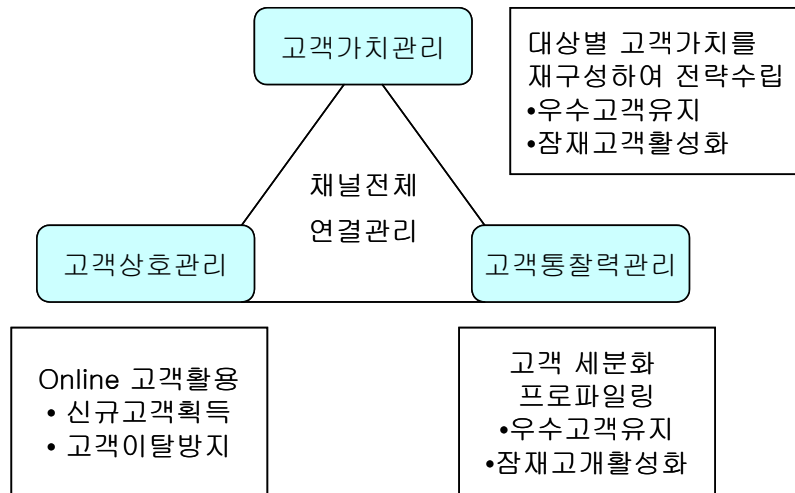 고객가치관리
대상별 고객가치를
재구성하여 전략수립
•우수고객유지
•잠재고객활성화
채널전체
연결관리
고객상호관리
고객통찰력관리
Online 고객활용
• 신규고객획득
• 고객이탈방지
고객 세분화
프로파일링
•우수고객유지
•잠재고개활성화